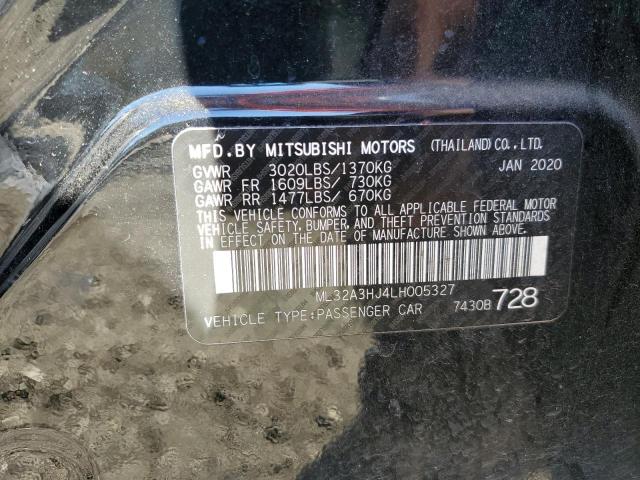 MFD.BY MITSUBISHI MOTORS (THAILAND)CO.,LTD.
GVWR 3020LBS/1370KG JAN 2020
GAWR FR 1609LBS/ 730KG
GAWR RR 1477LBS/ 670KG
THIS VEHICLE CONFORMS TO ALL APPLICABLE FEDERAL MOTOR
VEHICLE SAFETY, BUMPER, AND THEFT PREVENTION STANDARDS
IN EFFECT ON THE DATE OF MANUFACTURE SHOWN ABOVE.
ML32A3HJ4LH005327
VEHICLE TYPE:PASSENGER CAR 7430B 728